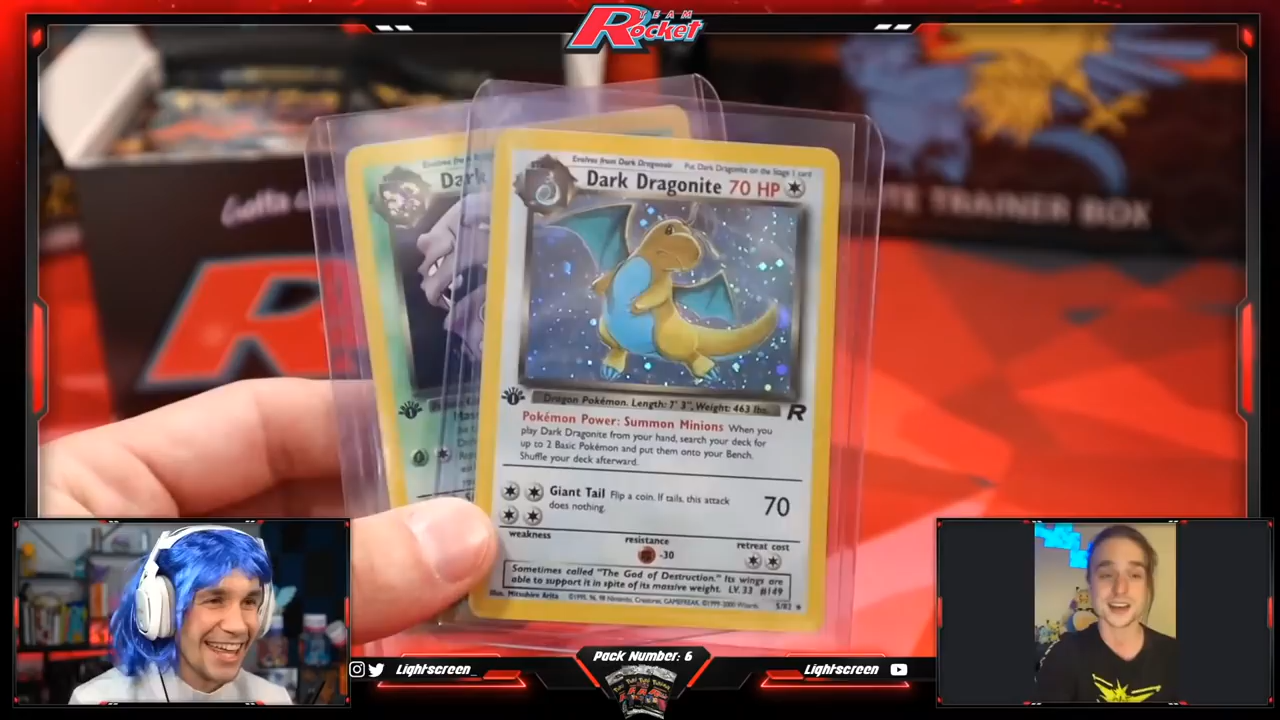 TEAM
Rocket
Gotta c
R
TE TRAINER BOX
Dark
Evolves from Dark Dragonair Put Dark Dragonite on the Stage 1 card
Dark Dragonite 70 HP
Dragon Pokémon. Length: 7' 3", Weight: 463 lbs.
R
Pokémon Power: Summon Minions When you
play Dark Dragonite from your hand, search your deck for
up to 2 Basic Pokémon and put them onto your Bench.
Shuffle your deck afterward.
Giant Tail Flip a coin. If tails, this attack
does nothing.
70
weakness resistance retreat cost
-30
Sometimes called "The God of Destruction." Its wings are
able to support it in spite of its massive weight. LV. 33 #149
Illus. Mitsuhiro Arita ©1995, 96, 98 Nintendo, Creatures, GAMEFREAK. ©1999-2000 Wizards. 5/82
Pack Number: 6
Lightscreen_
Lightscreen